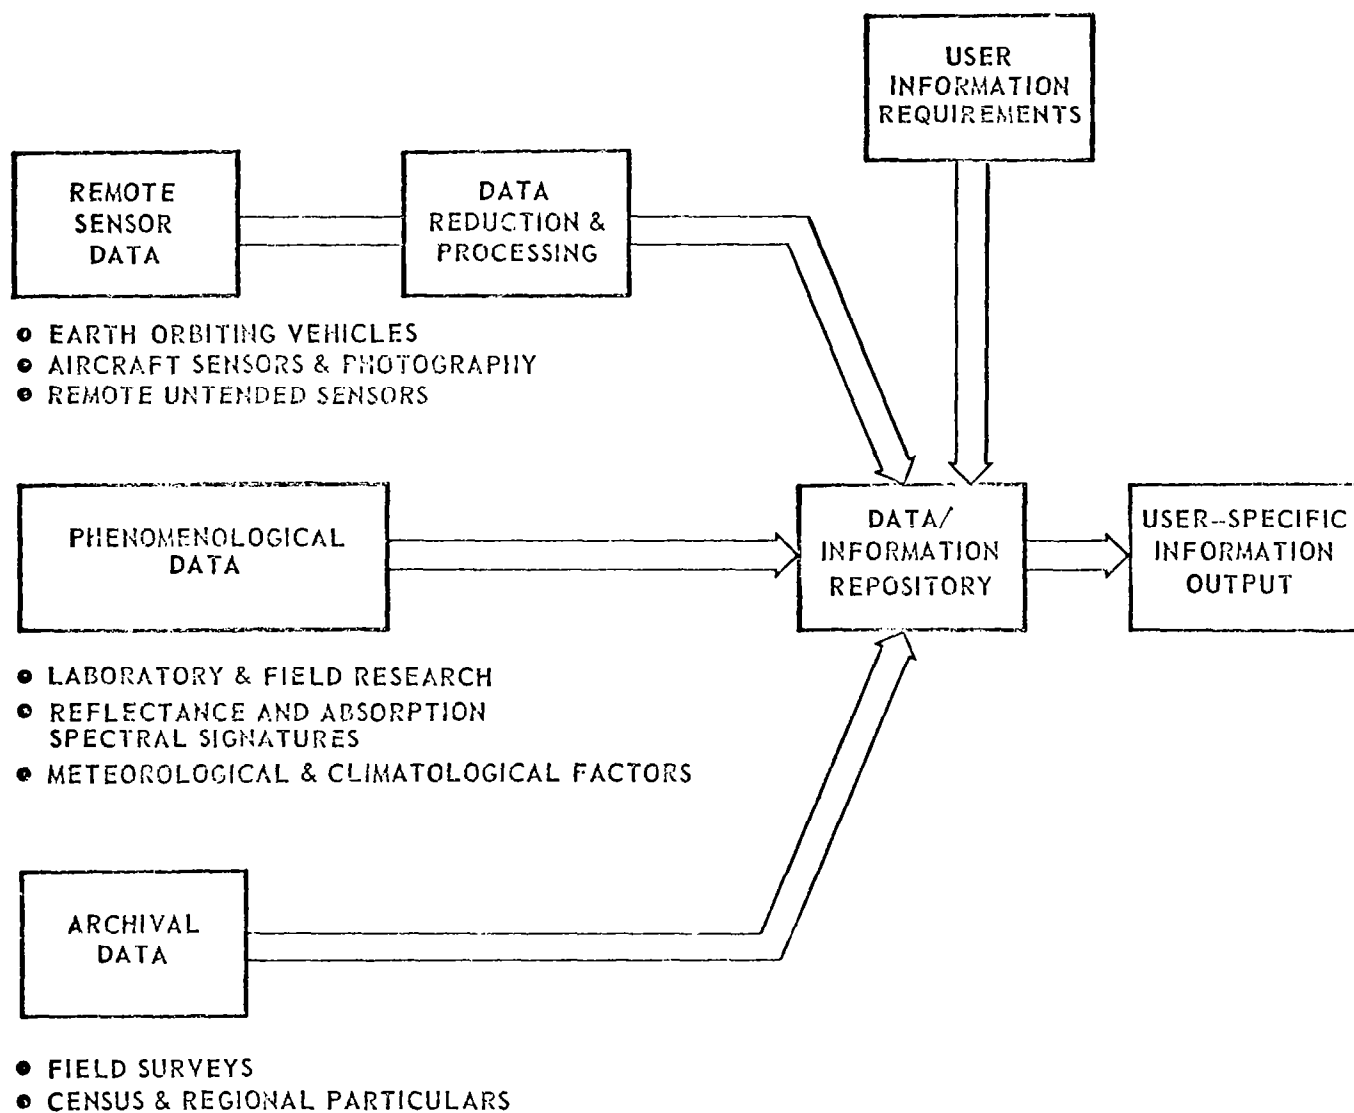 USER
INFORMATION
REQUIREMENTS
REMOTE
SENSOR
DATA
DATA
REDUCTION &
PROCESSING
● EARTH ORBITING VEHICLES
● AIRCRAFT SENSORS & PHOTOGRAPHY
● REMOTE UNTENDED SENSORS
PHENOMENOLOGICAL
DATA
DATA/
INFORMATION
REPOSITORY
USER--SPECIFIC
INFORMATION
OUTPUT
● LABORATORY & FIELD RESEARCH
● REFLECTANCE AND ABSORPTION
SPECTRAL SIGNATURES
● METEOROLOGICAL & CLIMATOLOGICAL FACTORS
ARCHIVAL
DATA
● FIELD SURVEYS
● CENSUS & REGIONAL PARTICULARS